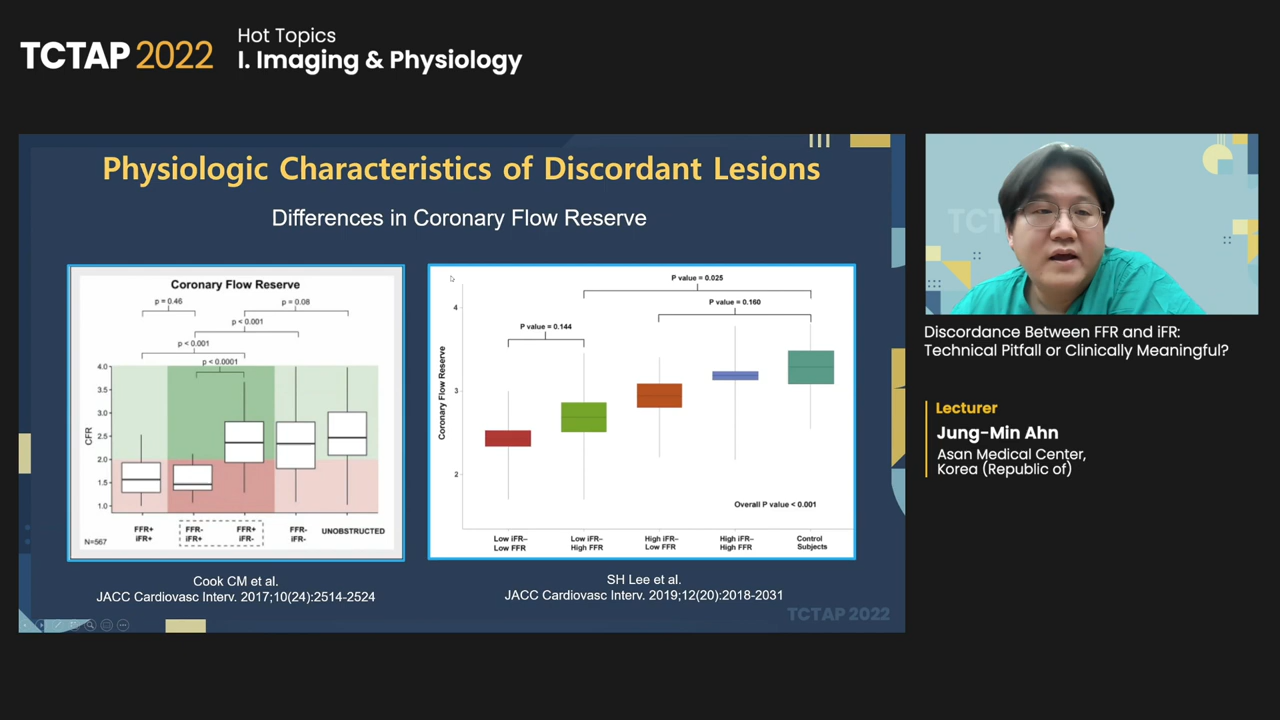 TCTAP 2022
Hot Topics
I. Imaging & Physiology
Physiologic Characteristics of Discordant Lesions
Differences in Coronary Flow Reserve
Coronary Flow Reserve
p = 0.46
p = 0.08
p < 0.001
p < 0.001
p < 0.0001
CFR
4.0
3.5
3.0
2.5
2.0
1.5
1.0
FFR+ FFR- FFR+ FFR- UNOBSTRUCTED
iFR+ iFR+ iFR- iFR-
N=567
Cook CM et al.
JACC Cardiovasc Interv. 2017;10(24):2514-2524
P value = 0.025
P value = 0.160
P value = 0.144
Coronary Flow Reserve
4
3
2
Overall P value < 0.001
Low iFR– Low iFR– High iFR– High iFR– Control
Low FFR High FFR Low FFR High FFR Subjects
SH Lee et al.
JACC Cardiovasc Interv. 2019;12(20):2018-2031
TCTAP 2022
TCT
Discordance Between FFR and iFR:
Technical Pitfall or Clinically Meaningful?
Lecturer
Jung-Min Ahn
Asan Medical Center,
Korea (Republic of)